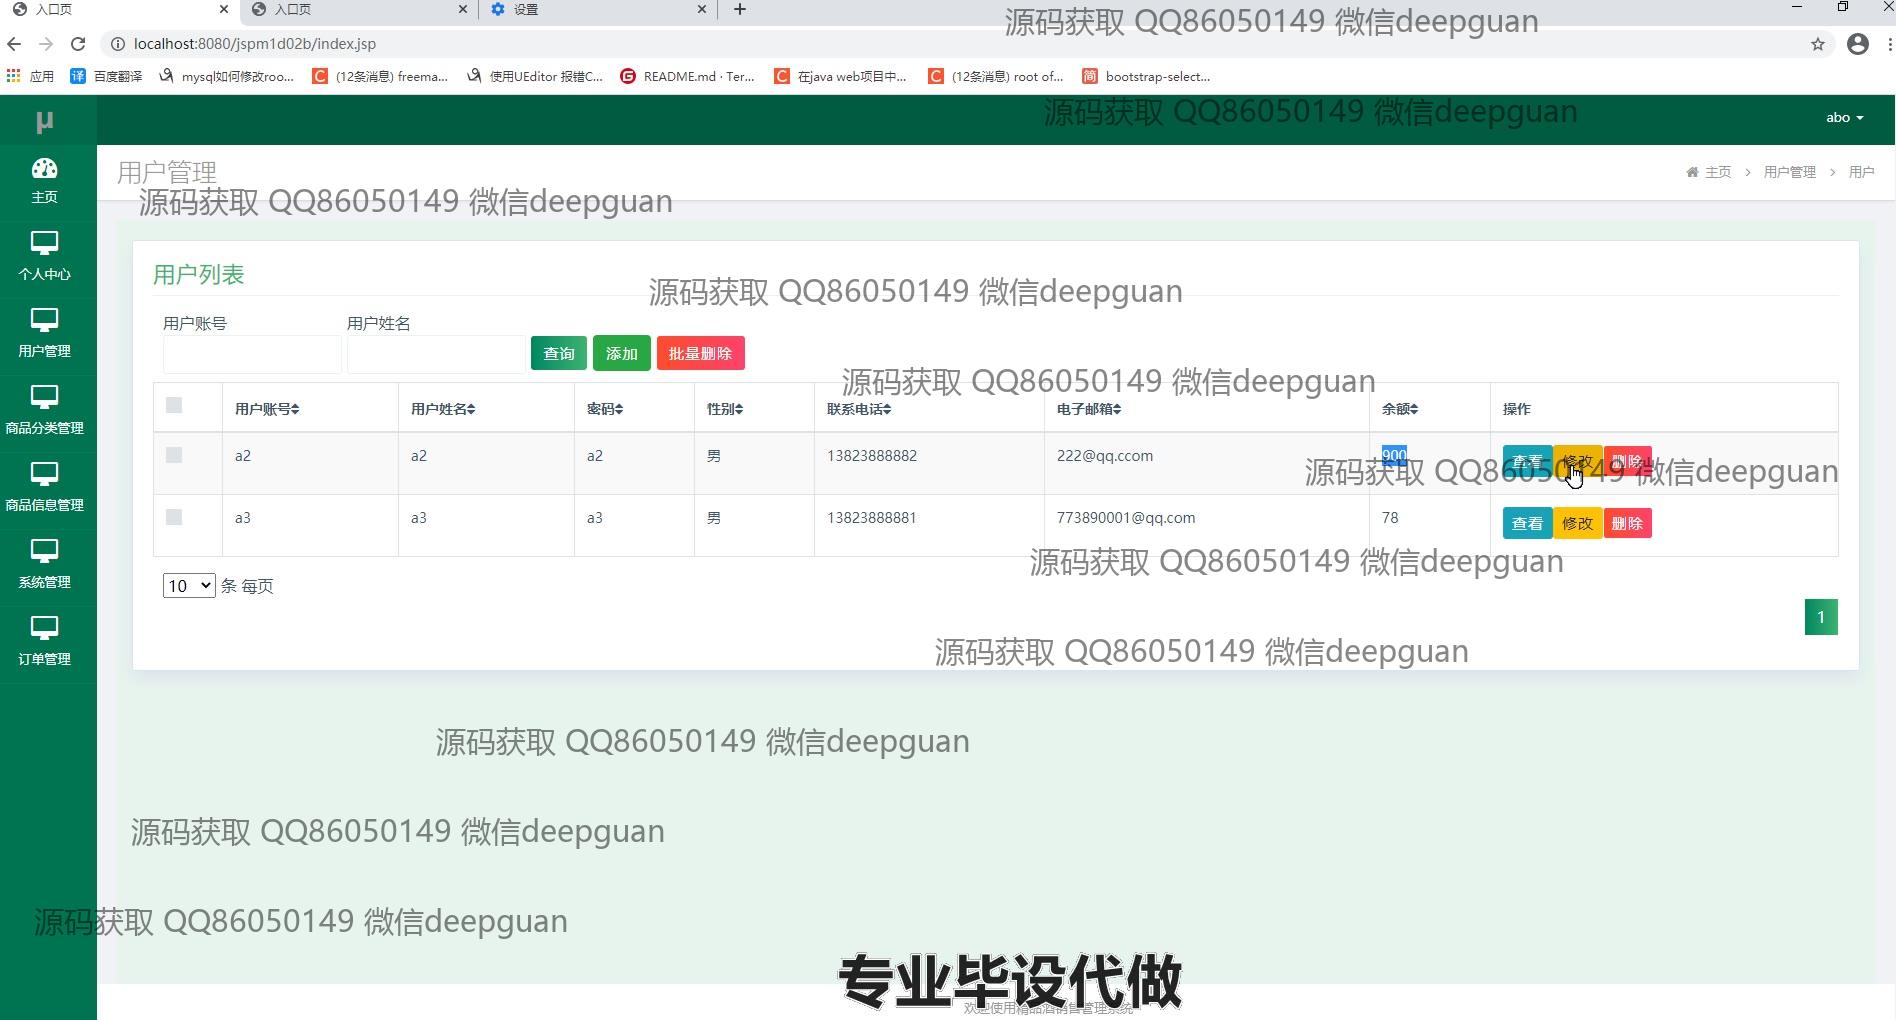 入口页
入口页
设置
源码获取 QQ86050149 微信deepguan
localhost:8080/jspm1d02b/index.jsp
应用
百度翻译
mysql如何修改roo...
(12条消息) freema...
使用UEditor 报错C...
README.md · Ter...
在java web项目中...
(12条消息) root of...
bootstrap-select...
μ
源码获取 QQ86050149 微信deepguan
abo
主页
用户管理
主页 > 用户管理 > 用户
源码获取 QQ86050149 微信deepguan
个人中心
用户列表
源码获取 QQ86050149 微信deepguan
用户账号 用户姓名
用户管理
查询 添加 批量删除
源码获取 QQ86050149 微信deepguan
用户账号 用户姓名 密码 性别 联系电话 电子邮箱 余额 操作
商品分类管理
a2 a2 a2 男 13823888882 222@qq.ccom 900 查看 修改 删除
源码获取 QQ86050149 微信deepguan
商品信息管理
a3 a3 a3 男 13823888881 773890001@qq.com 78 查看 修改 删除
源码获取 QQ86050149 微信deepguan
系统管理
10 条 每页
1
订单管理
源码获取 QQ86050149 微信deepguan
源码获取 QQ86050149 微信deepguan
源码获取 QQ86050149 微信deepguan
源码获取 QQ86050149 微信deepguan
专业毕设代做
欢迎使用精品酒销售管理系统